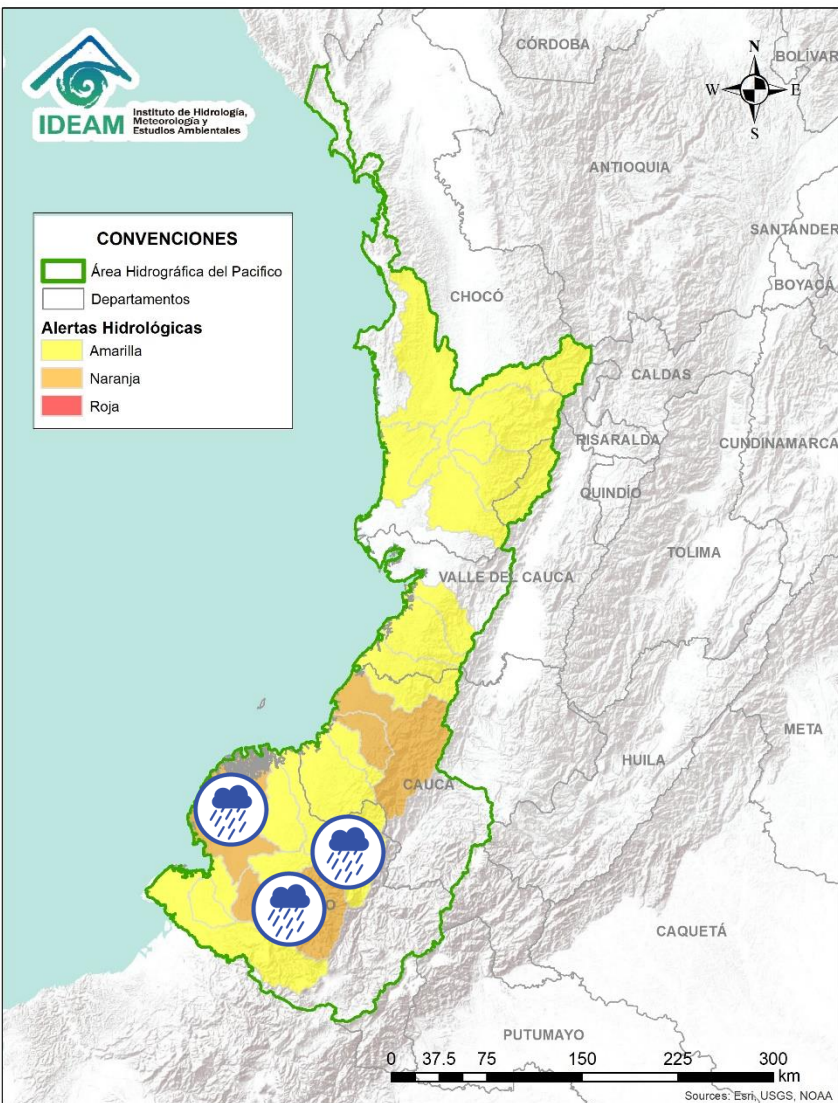 IDEAM
Instituto de Hidrología,
Meteorología y
Estudios Ambientales
CÓRDOBA
BOLÍVAR
N
W
E
S
ANTIOQUIA
SANTANDER
CONVENCIONES
Área Hidrográfica del Pacifico
Departamentos
Alertas Hidrológicas
Amarilla
Naranja
Roja
BOYACÁ
CHOCÓ
CALDAS
RISARALDA
CUNDINAMARCA
QUINDÍO
TOLIMA
VALLE DEL CAUCA
META
HUILA
CAUCA
CAQUETÁ
PUTUMAYO
0 37.5 75 150 225 300
km
Sources: Esri, USGS, NOAA